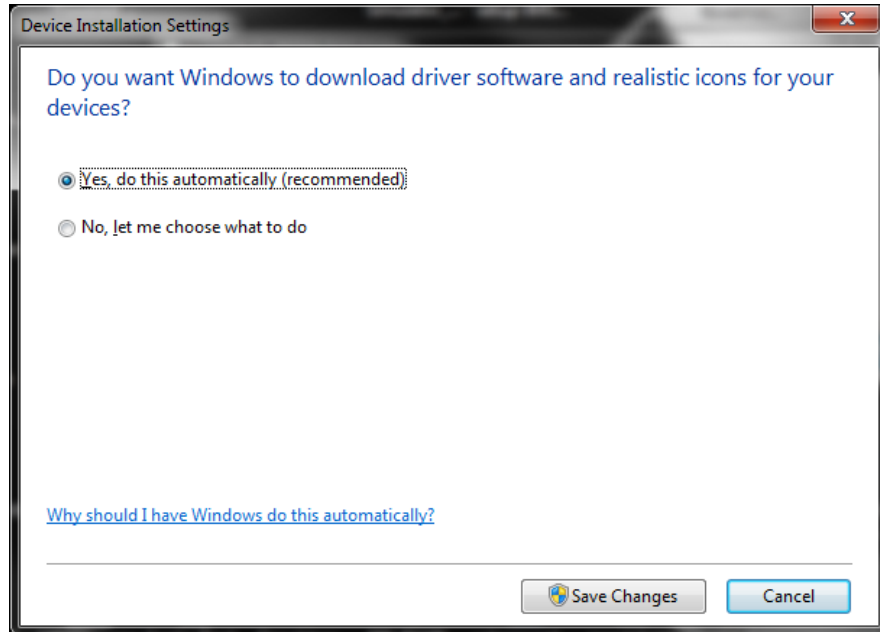 Device Installation Settings
Do you want Windows to download driver software and realistic icons for your
devices?
Yes, do this automatically (recommended)
No, let me choose what to do
Why should I have Windows do this automatically?
Save Changes
Cancel